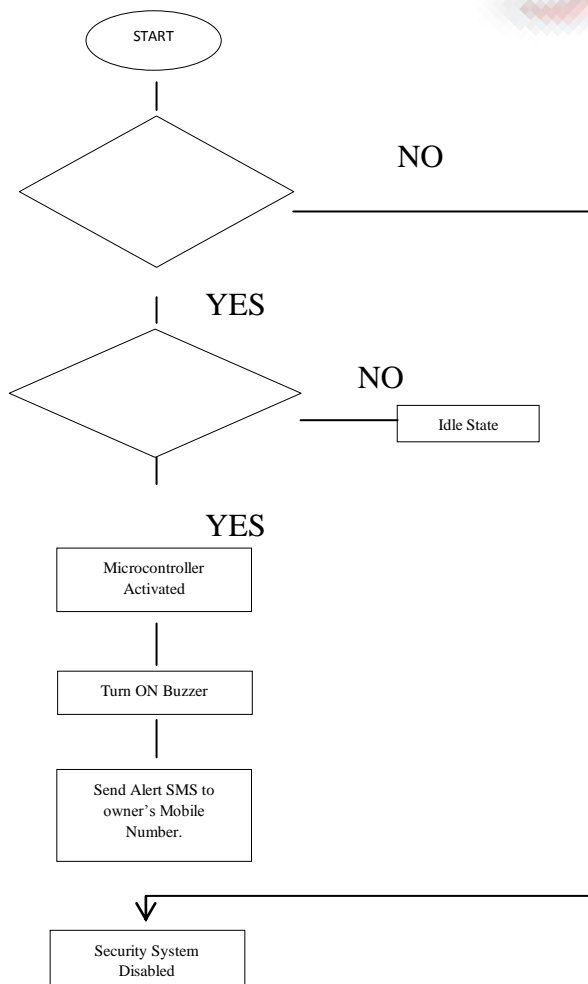 START
NO
YES
NO
Idle State
YES
Microcontroller
Activated
Turn ON Buzzer
Send Alert SMS to
owner's Mobile
Number.
Security System
Disabled